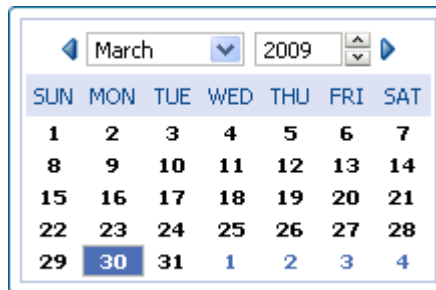 March 2009
SUN MON TUE WED THU FRI SAT
1 2 3 4 5 6 7
8 9 10 11 12 13 14
15 16 17 18 19 20 21
22 23 24 25 26 27 28
29 30 31 1 2 3 4